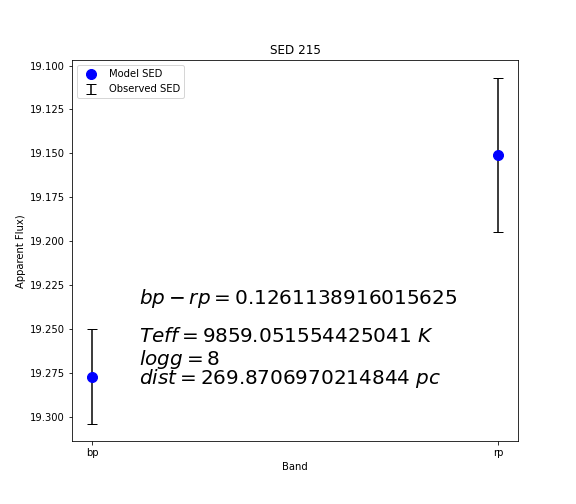 SED 215
Model SED
Observed SED
19.100
19.125
19.150
19.175
19.200
19.225
19.250
19.275
19.300
Apparent Flux)
bp − rp = 0.1261138916015625
Teff = 9859.051554425041 K
logg = 8
dist = 269.8706970214844 pc
bp
rp
Band